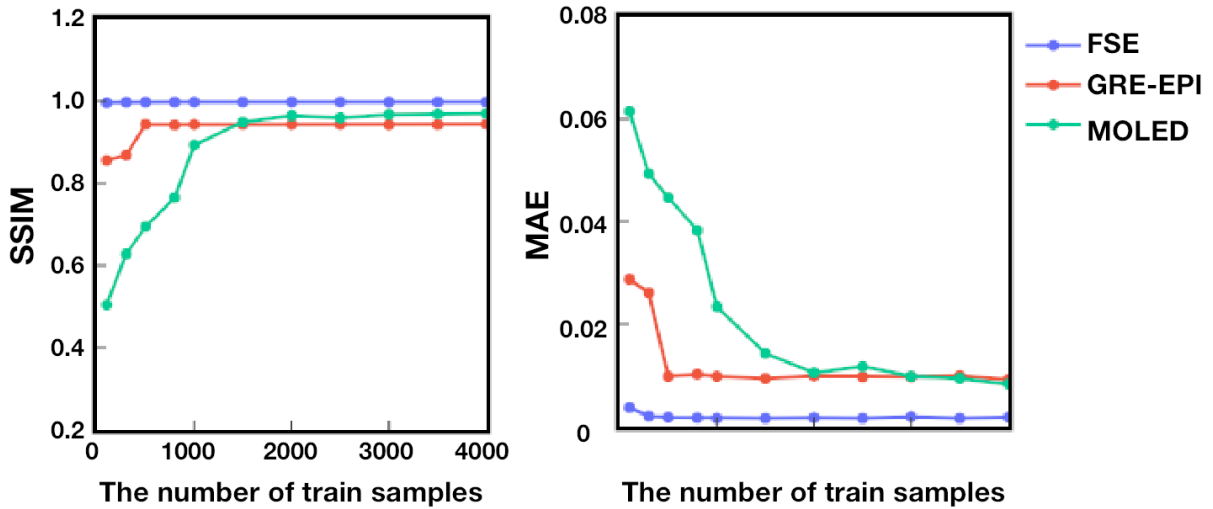 1.2
1.0
0.8
0.6
0.4
0.2
SSIM
0 1000 2000 3000 4000
The number of train samples
0.08
0.06
0.04
0.02
0
MAE
The number of train samples
FSE
GRE-EPI
MOLED